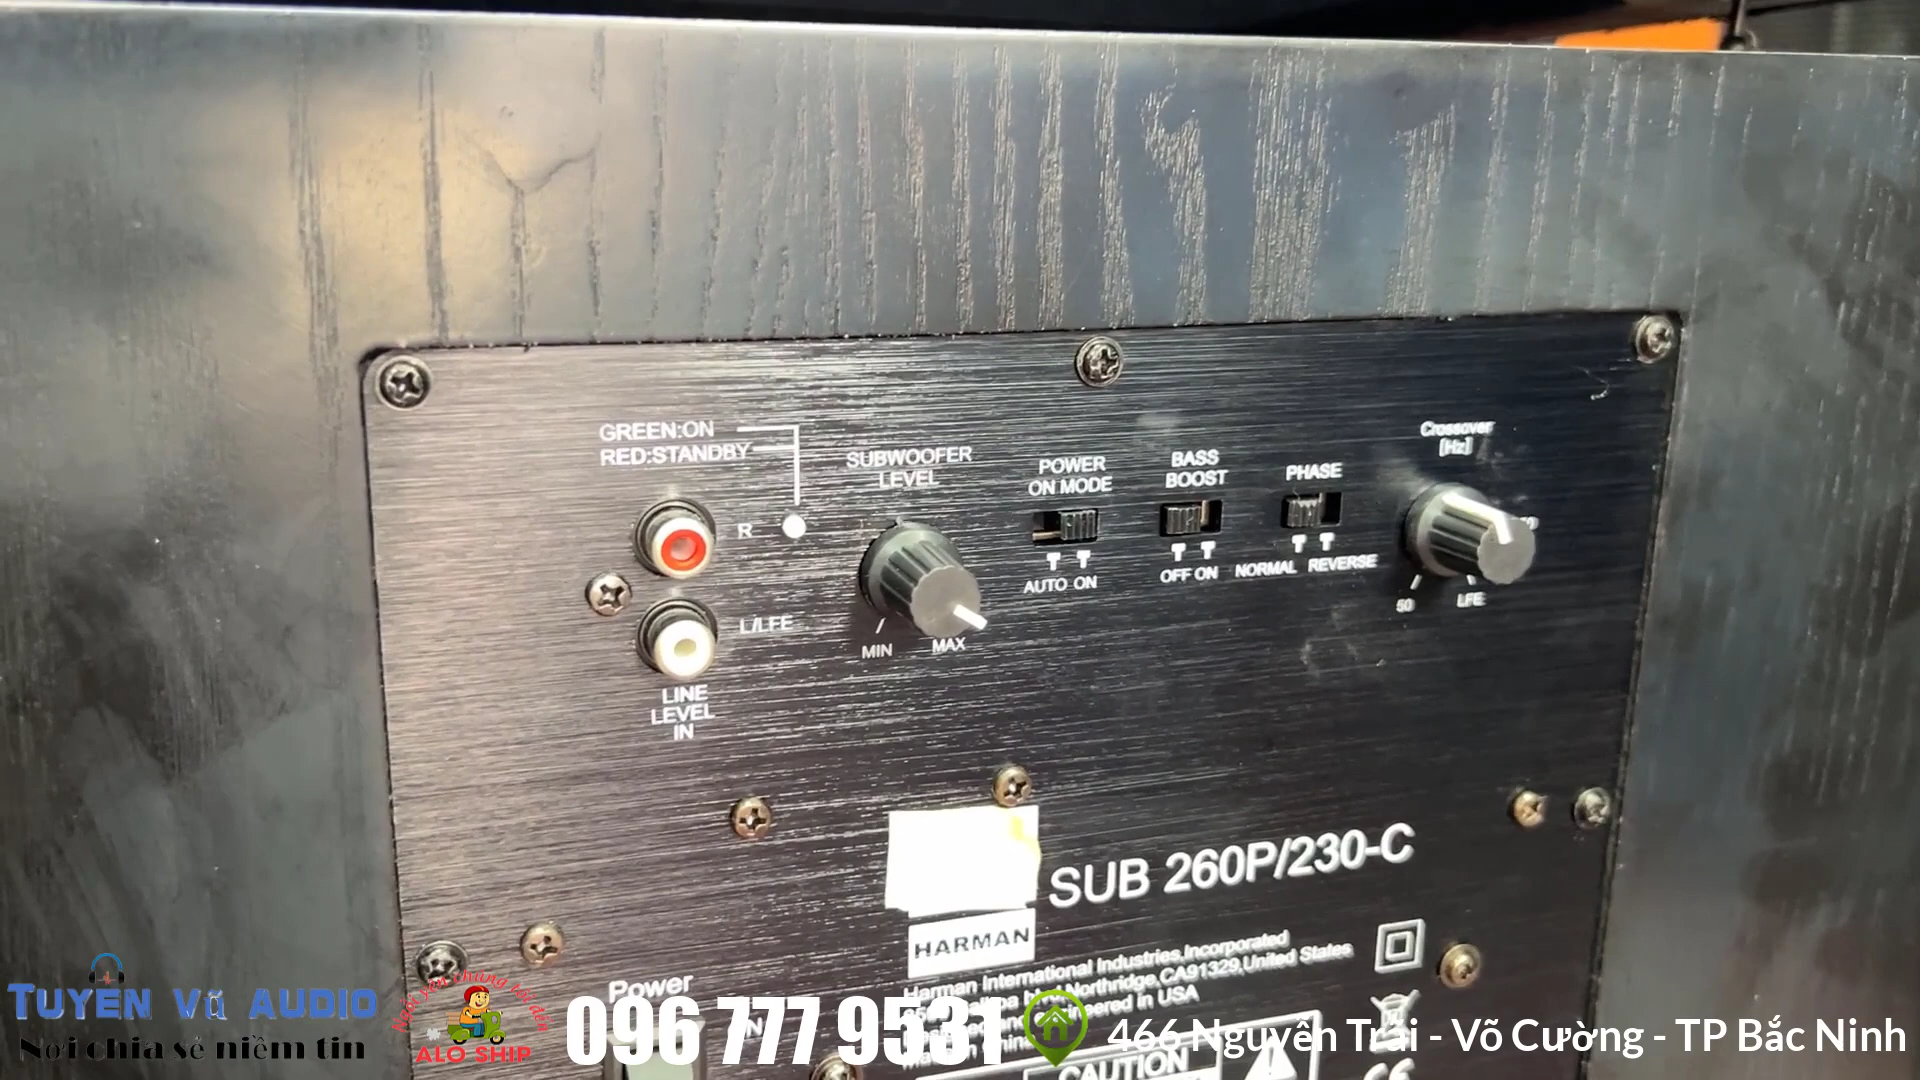 GREEN:ON
RED:STANDBY
SUBWOOFER
LEVEL
POWER
ON MODE
BASS
BOOST
PHASE
Crossover
[Hz]
R
L/LFE
MIN
MAX
AUTO ON
OFF ON
NORMAL REVERSE
50
LFE
LINE
LEVEL
IN
SUB 260P/230-C
HARMAN
Harman International Industries,Incorporated
Northridge,CA91329,United States
in USA
Power
CAUTION
CE
TUYÊN VŨ AUDIO
Nơi chia sẻ niềm tin
ALO SHIP
096 777 9531
466 Nguyễn Trãi - Võ Cường - TP Bắc Ninh